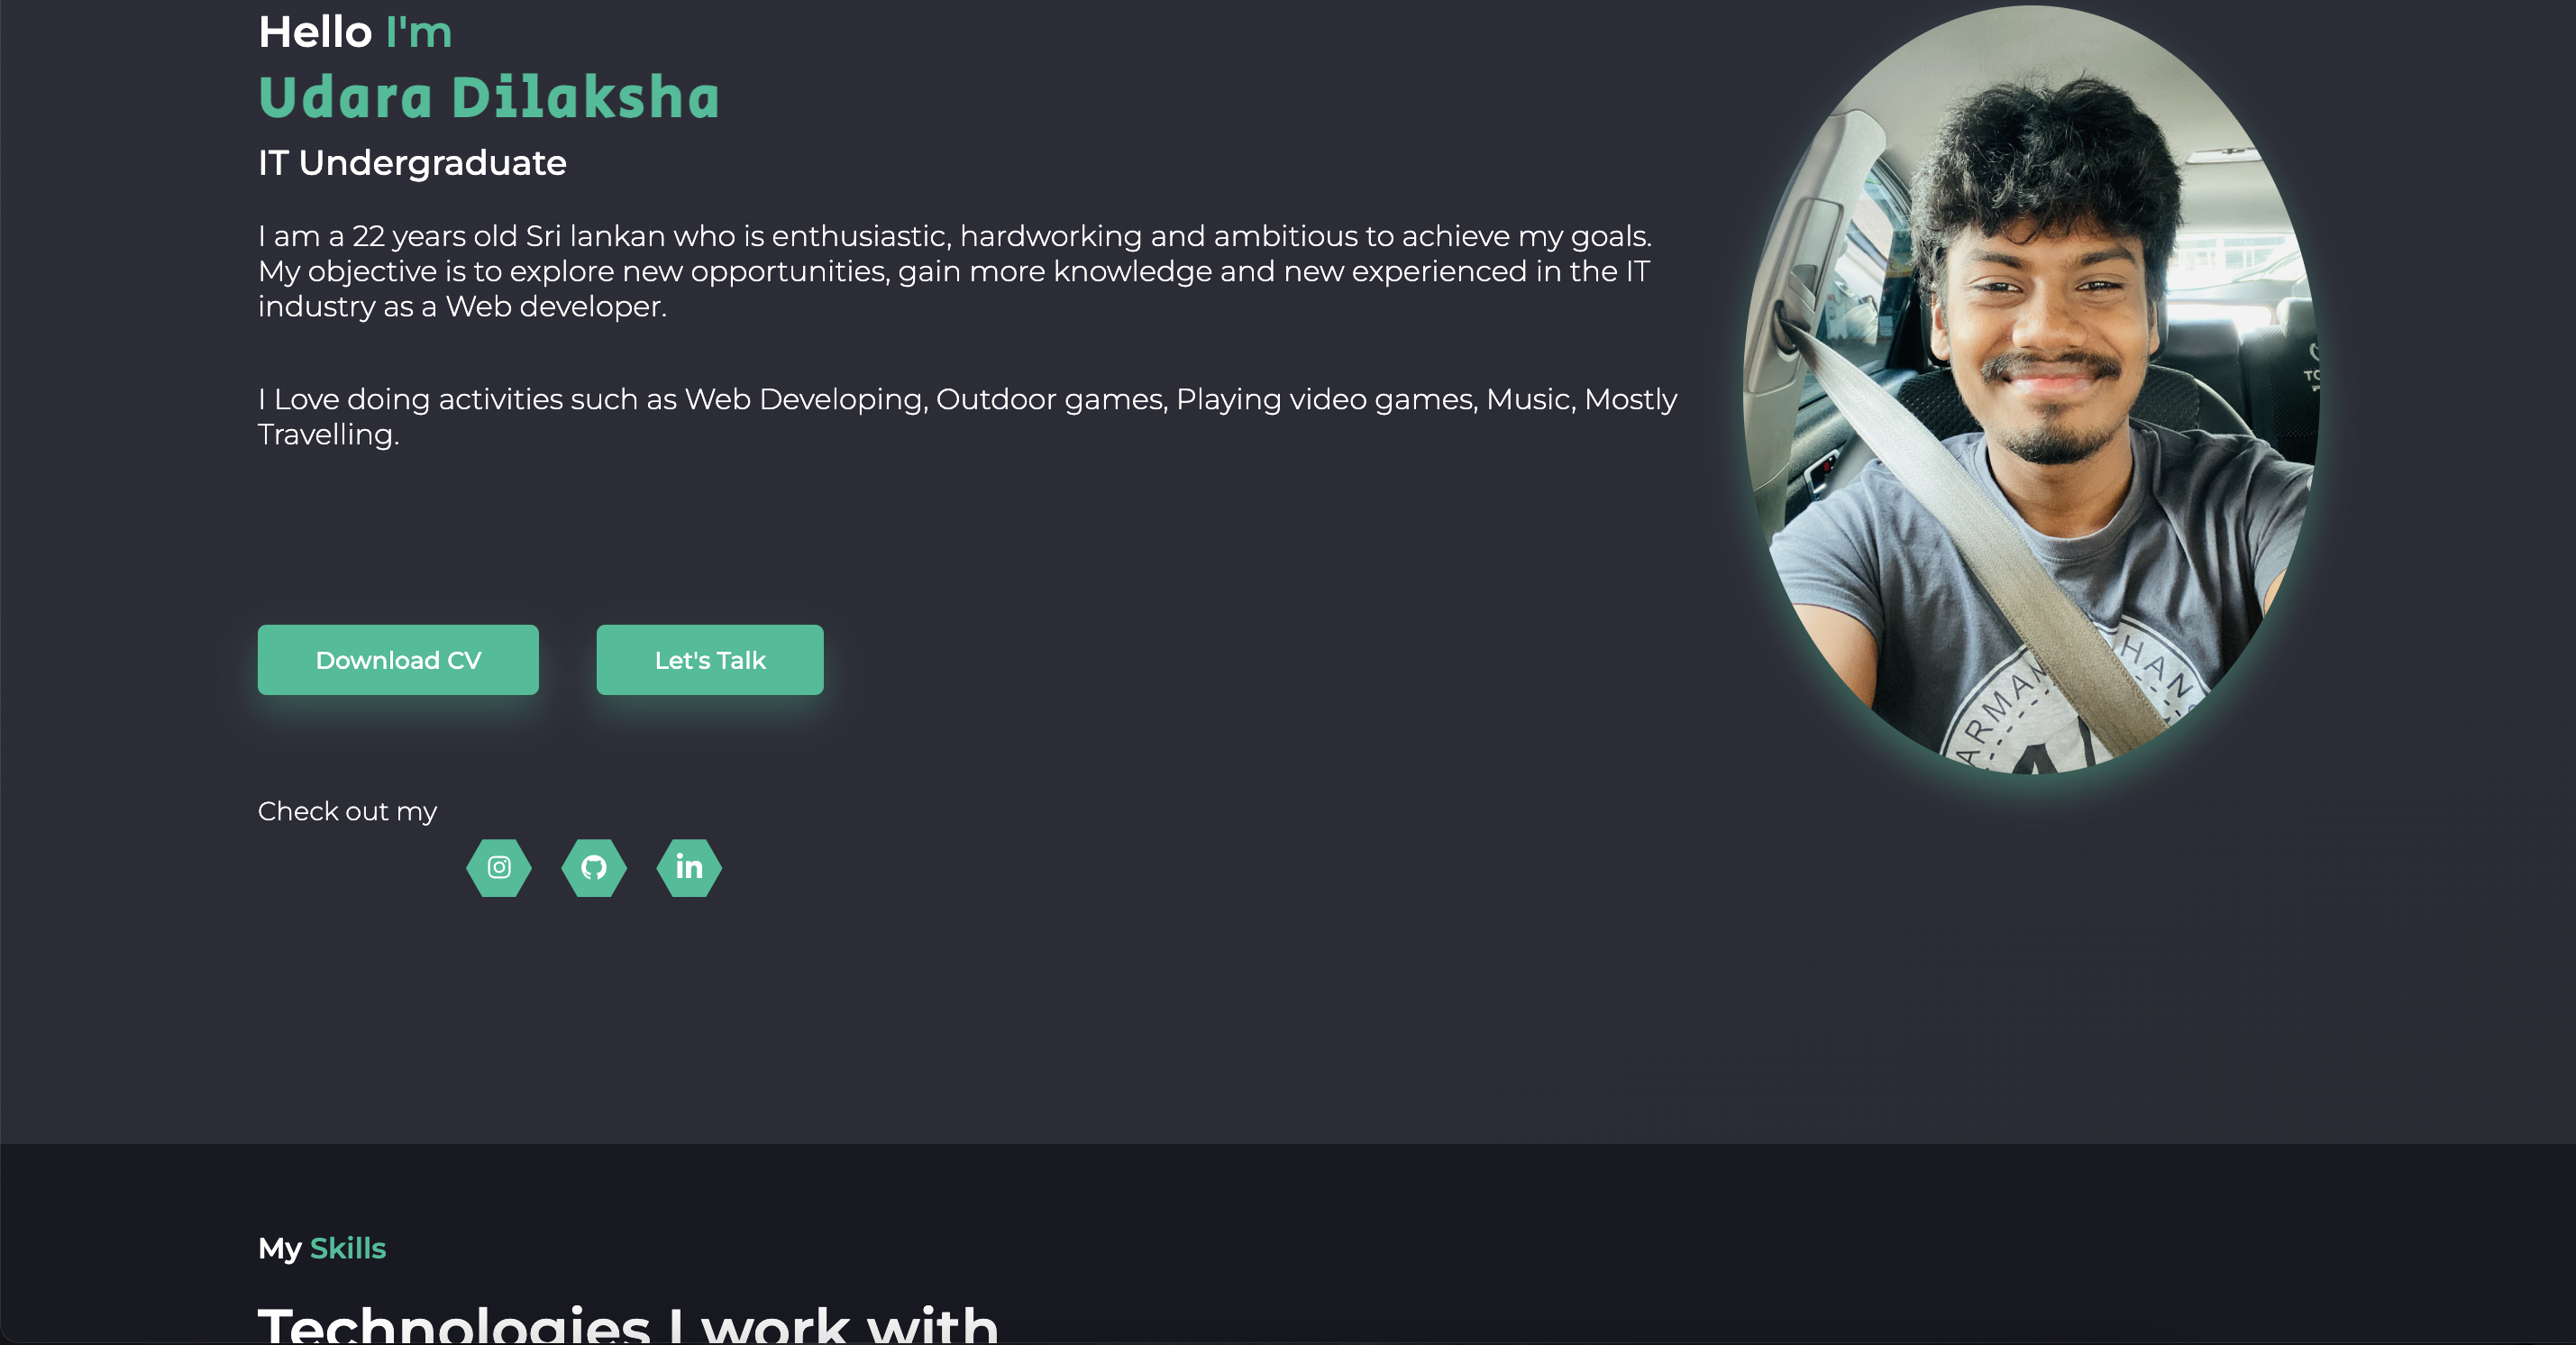 Hello I'm
Udara Dilaksha
IT Undergraduate
I am a 22 years old Sri lankan who is enthusiastic, hardworking and ambitious to achieve my goals.
My objective is to explore new opportunities, gain more knowledge and new experienced in the IT
industry as a Web developer.
I Love doing activities such as Web Developing, Outdoor games, Playing video games, Music, Mostly
Travelling.
Download CV
Let's Talk
Check out my
in
My Skills
Technologies I work with